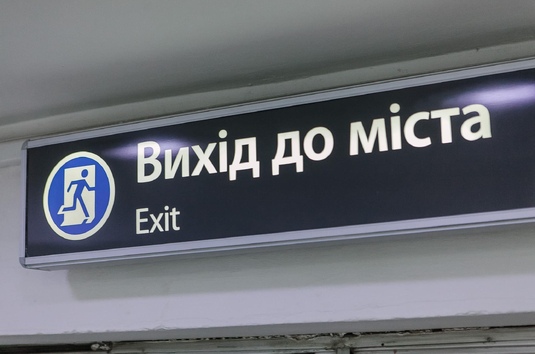 Вихід до міста
Exit